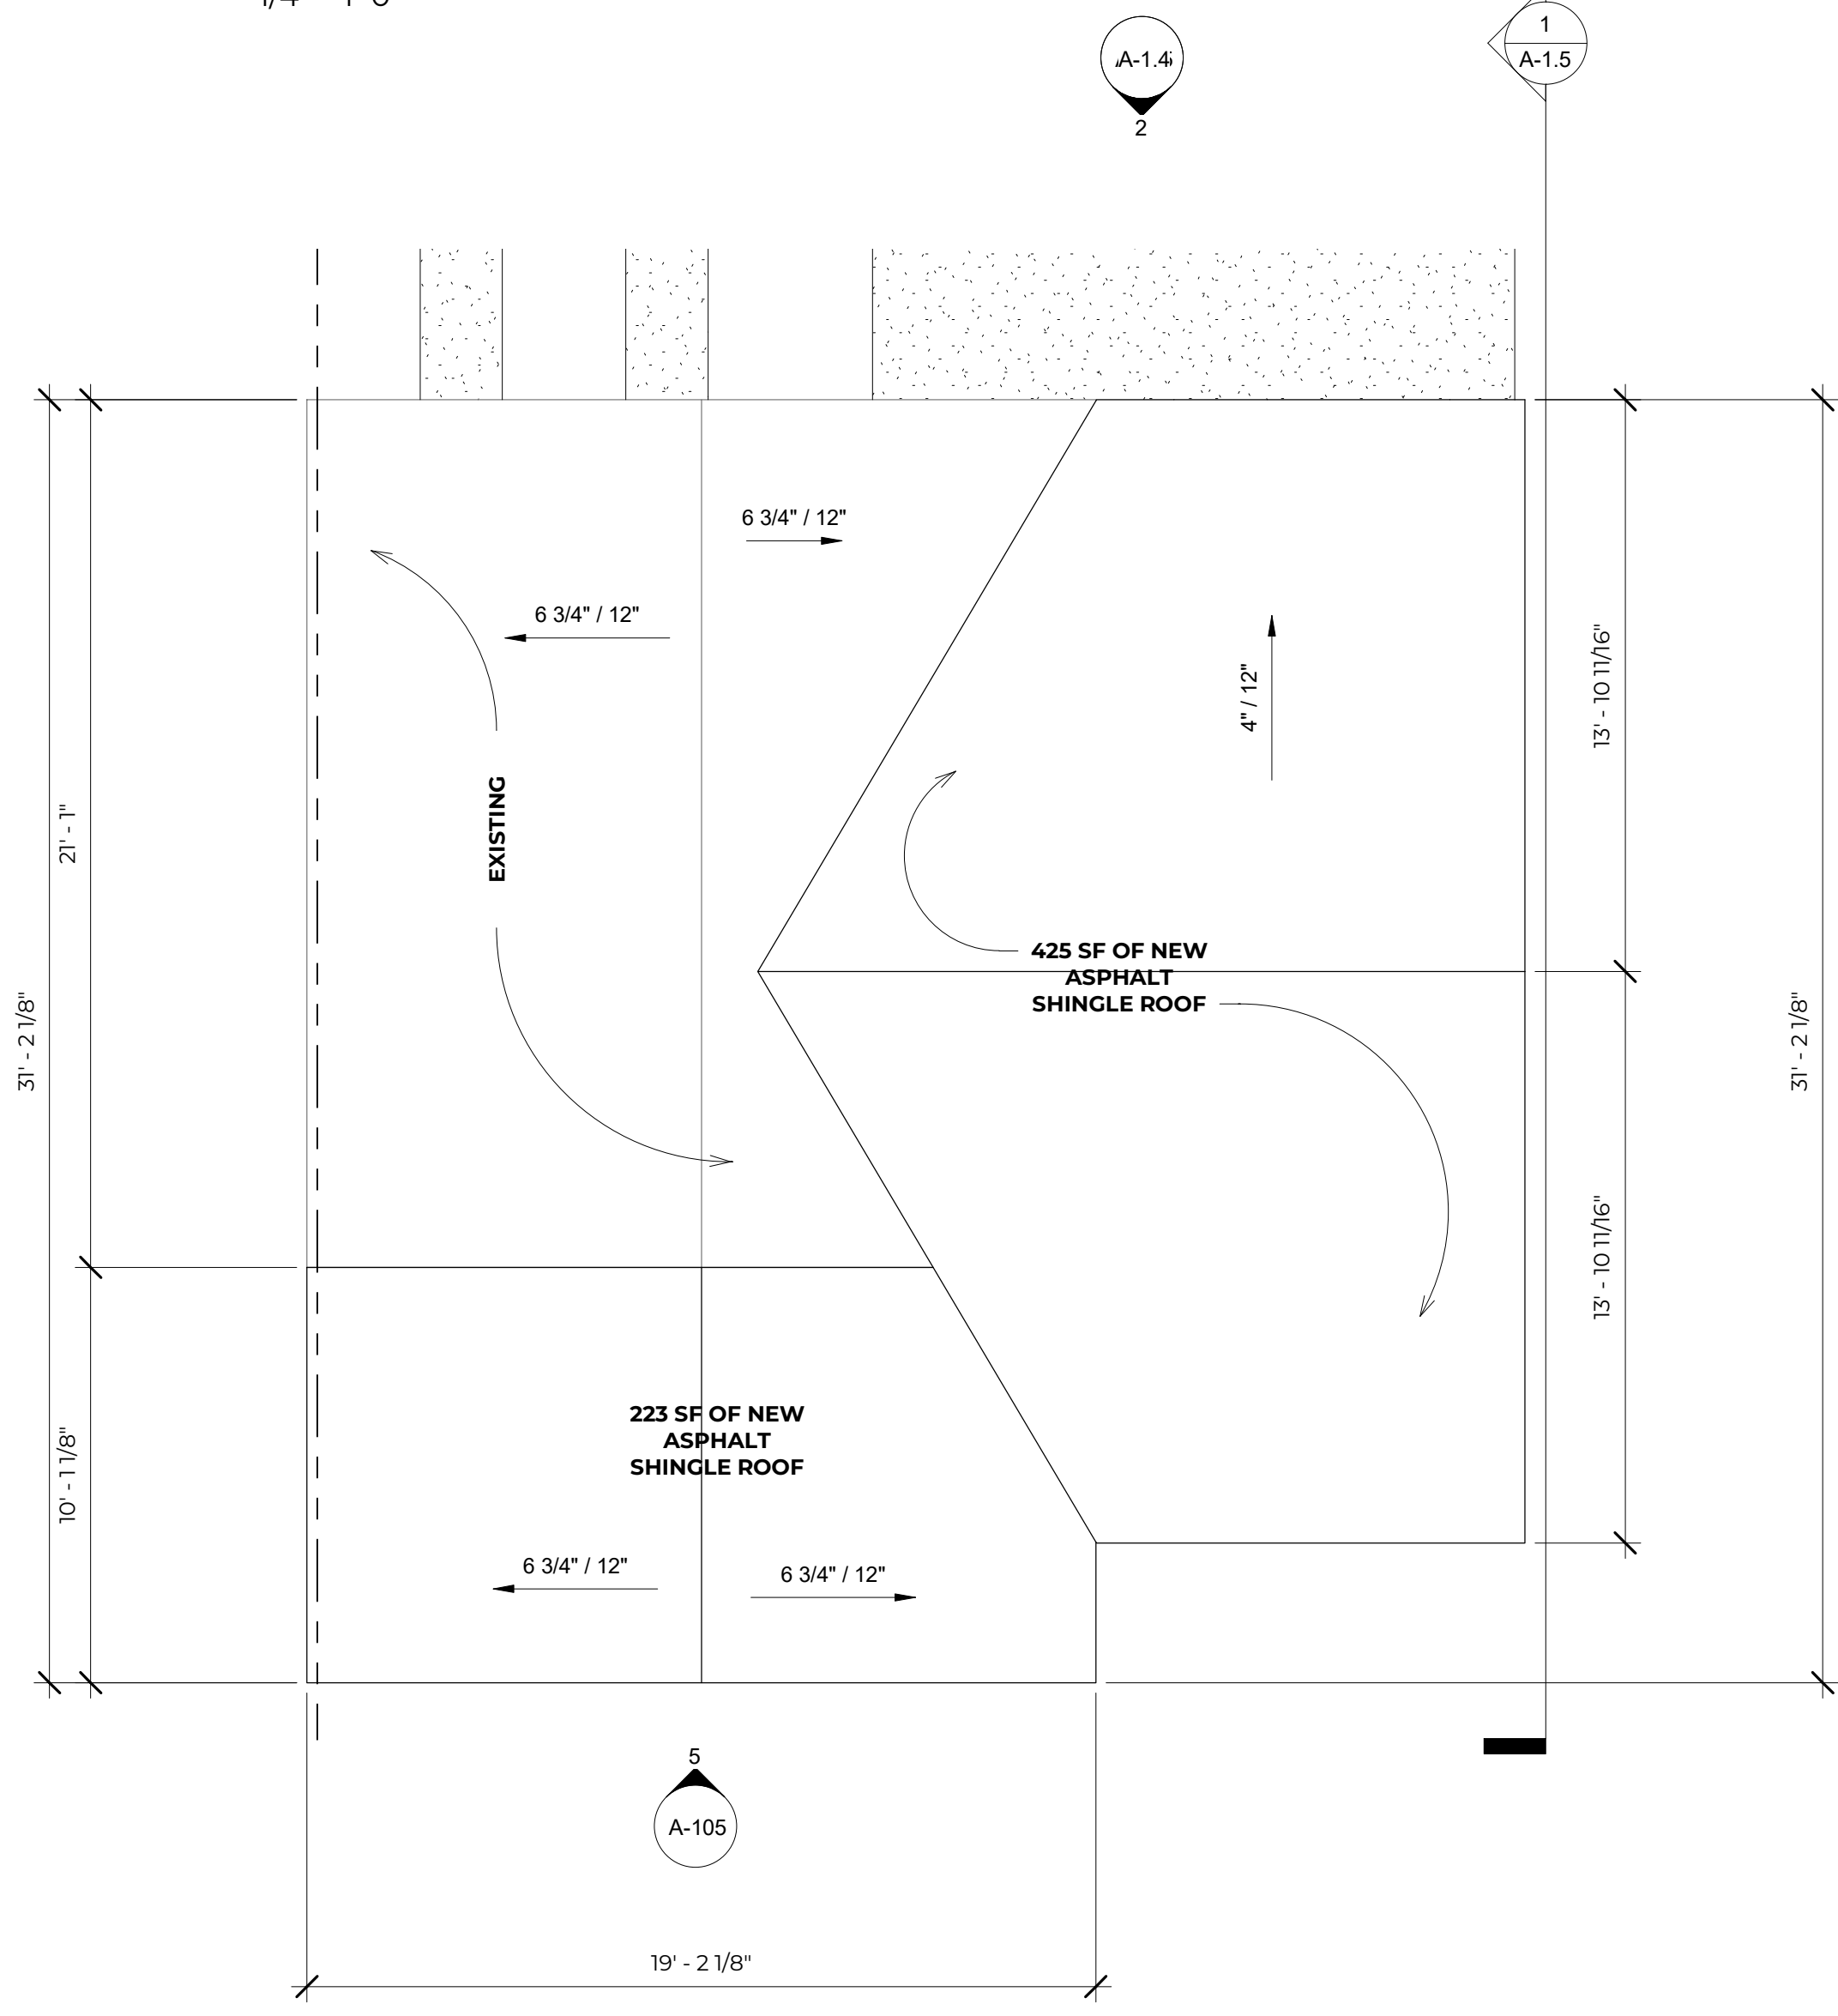 1
A-1.5
2
6 3/4" / 12"
6 3/4" / 12"
4" / 12"
13' - 10 11/16"
21' - 1"
EXISTING
425 SF OF NEW
ASPHALT
SHINGLE ROOF
31' - 2 1/8"
31' - 2 1/8"
13' - 10 11/16"
223 SF OF NEW
ASPHALT
SHINGLE ROOF
10' - 1 1/8"
6 3/4" / 12"
6 3/4" / 12"
5
A-105
19' - 2 1/8"